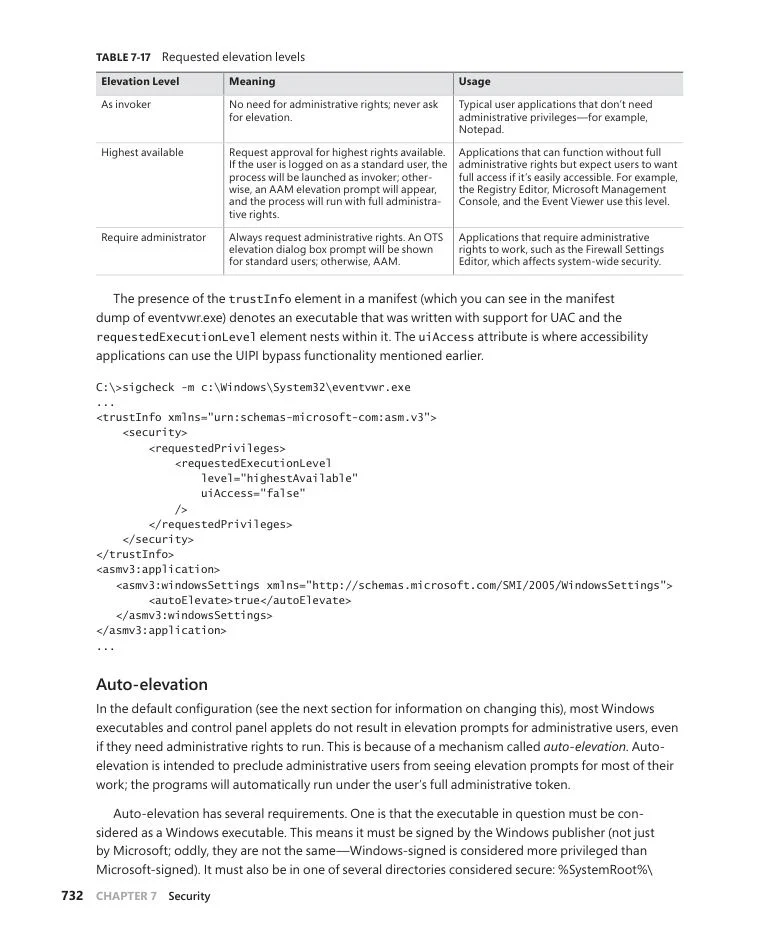 TABLE 7-17 Requested elevation levels
Elevation Level Meaning Usage
As invoker
No need for administrative rights; never ask
for elevation.
Typical user applications that don't need
administrative privileges—for example,
Notepad.
Highest available
Request approval for highest rights available.
If the user is logged on as a standard user, the
process will be launched as invoker; other-
wise, an AAM elevation prompt will appear,
and the process will run with full administra-
tive rights.
Applications that can function without full
administrative rights but expect users to want
full access if it's easily accessible. For example,
the Registry Editor, Microsoft Management
Console, and the Event Viewer use this level.
Require administrator
Always request administrative rights. An OTS
elevation dialog box prompt will be shown
for standard users; otherwise, AAM.
Applications that require administrative
rights to work, such as the Firewall Settings
Editor, which affects system-wide security.
The presence of the trustInfo element in a manifest (which you can see in the manifest
dump of eventvwr.exe) denotes an executable that was written with support for UAC and the
requestedExecutionLevel element nests within it. The uiAccess attribute is where accessibility
applications can use the UIPI bypass functionality mentioned earlier.
C:\>sigcheck -m c:\Windows\System32\eventvwr.exe
...
<trustInfo xmlns="urn:schemas-microsoft-com:asm.v3">
    <security>
        <requestedPrivileges>
            <requestedExecutionLevel
                level="highestAvailable"
                uiAccess="false"
            />
        </requestedPrivileges>
    </security>
</trustInfo>
<asmv3:application>
   <asmv3:windowsSettings xmlns="http://schemas.microsoft.com/SMI/2005/WindowsSettings">
        <autoElevate>true</autoElevate>
   </asmv3:windowsSettings>
</asmv3:application>
...
Auto-elevation
In the default configuration (see the next section for information on changing this), most Windows
executables and control panel applets do not result in elevation prompts for administrative users, even
if they need administrative rights to run. This is because of a mechanism called auto-elevation. Auto-
elevation is intended to preclude administrative users from seeing elevation prompts for most of their
work; the programs will automatically run under the user's full administrative token.
Auto-elevation has several requirements. One is that the executable in question must be con-
sidered as a Windows executable. This means it must be signed by the Windows publisher (not just
by Microsoft; oddly, they are not the same—Windows-signed is considered more privileged than
Microsoft-signed). It must also be in one of several directories considered secure: %SystemRoot%\
732 CHAPTER 7 Security